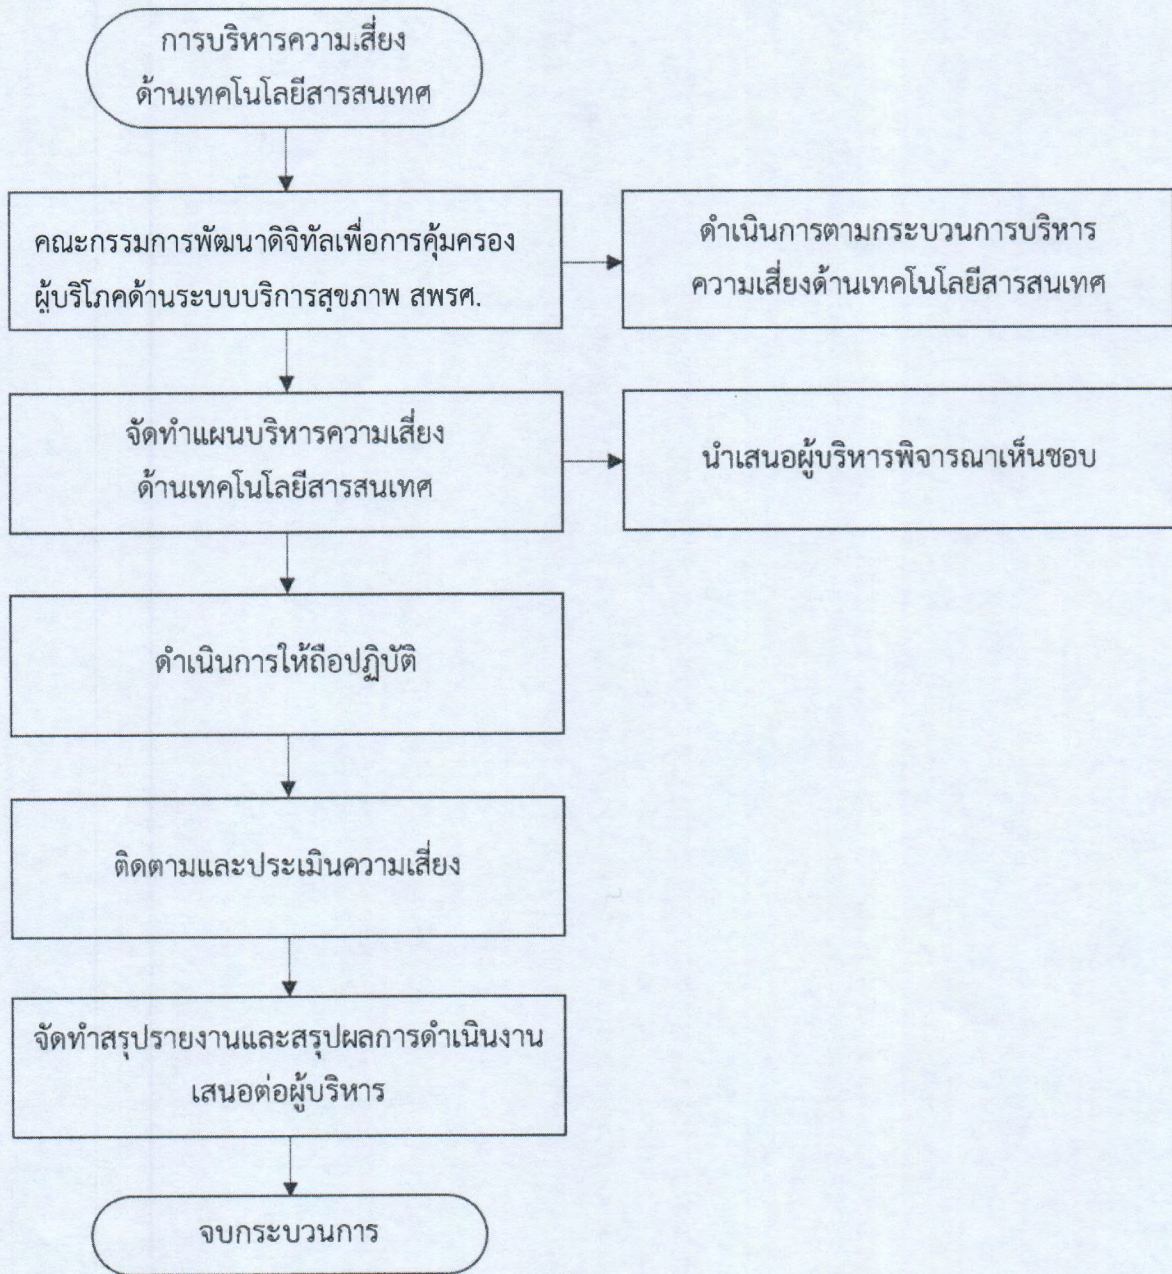 การบริหารความเสี่ยง
ด้านเทคโนโลยีสารสนเทศ
คณะกรรมการพัฒนาดิจิทัลเพื่อการคุ้มครอง
ผู้บริโภคด้านระบบบริการสุขภาพ สพรศ.
ดำเนินการตามกระบวนการบริหาร
ความเสี่ยงด้านเทคโนโลยีสารสนเทศ
จัดทำแผนบริหารความเสี่ยง
ด้านเทคโนโลยีสารสนเทศ
นำเสนอผู้บริหารพิจารณาเห็นชอบ
ดำเนินการให้ถือปฏิบัติ
ติดตามและประเมินความเสี่ยง
จัดทำสรุปรายงานและสรุปผลการดำเนินงาน
เสนอต่อผู้บริหาร
จบกระบวนการ